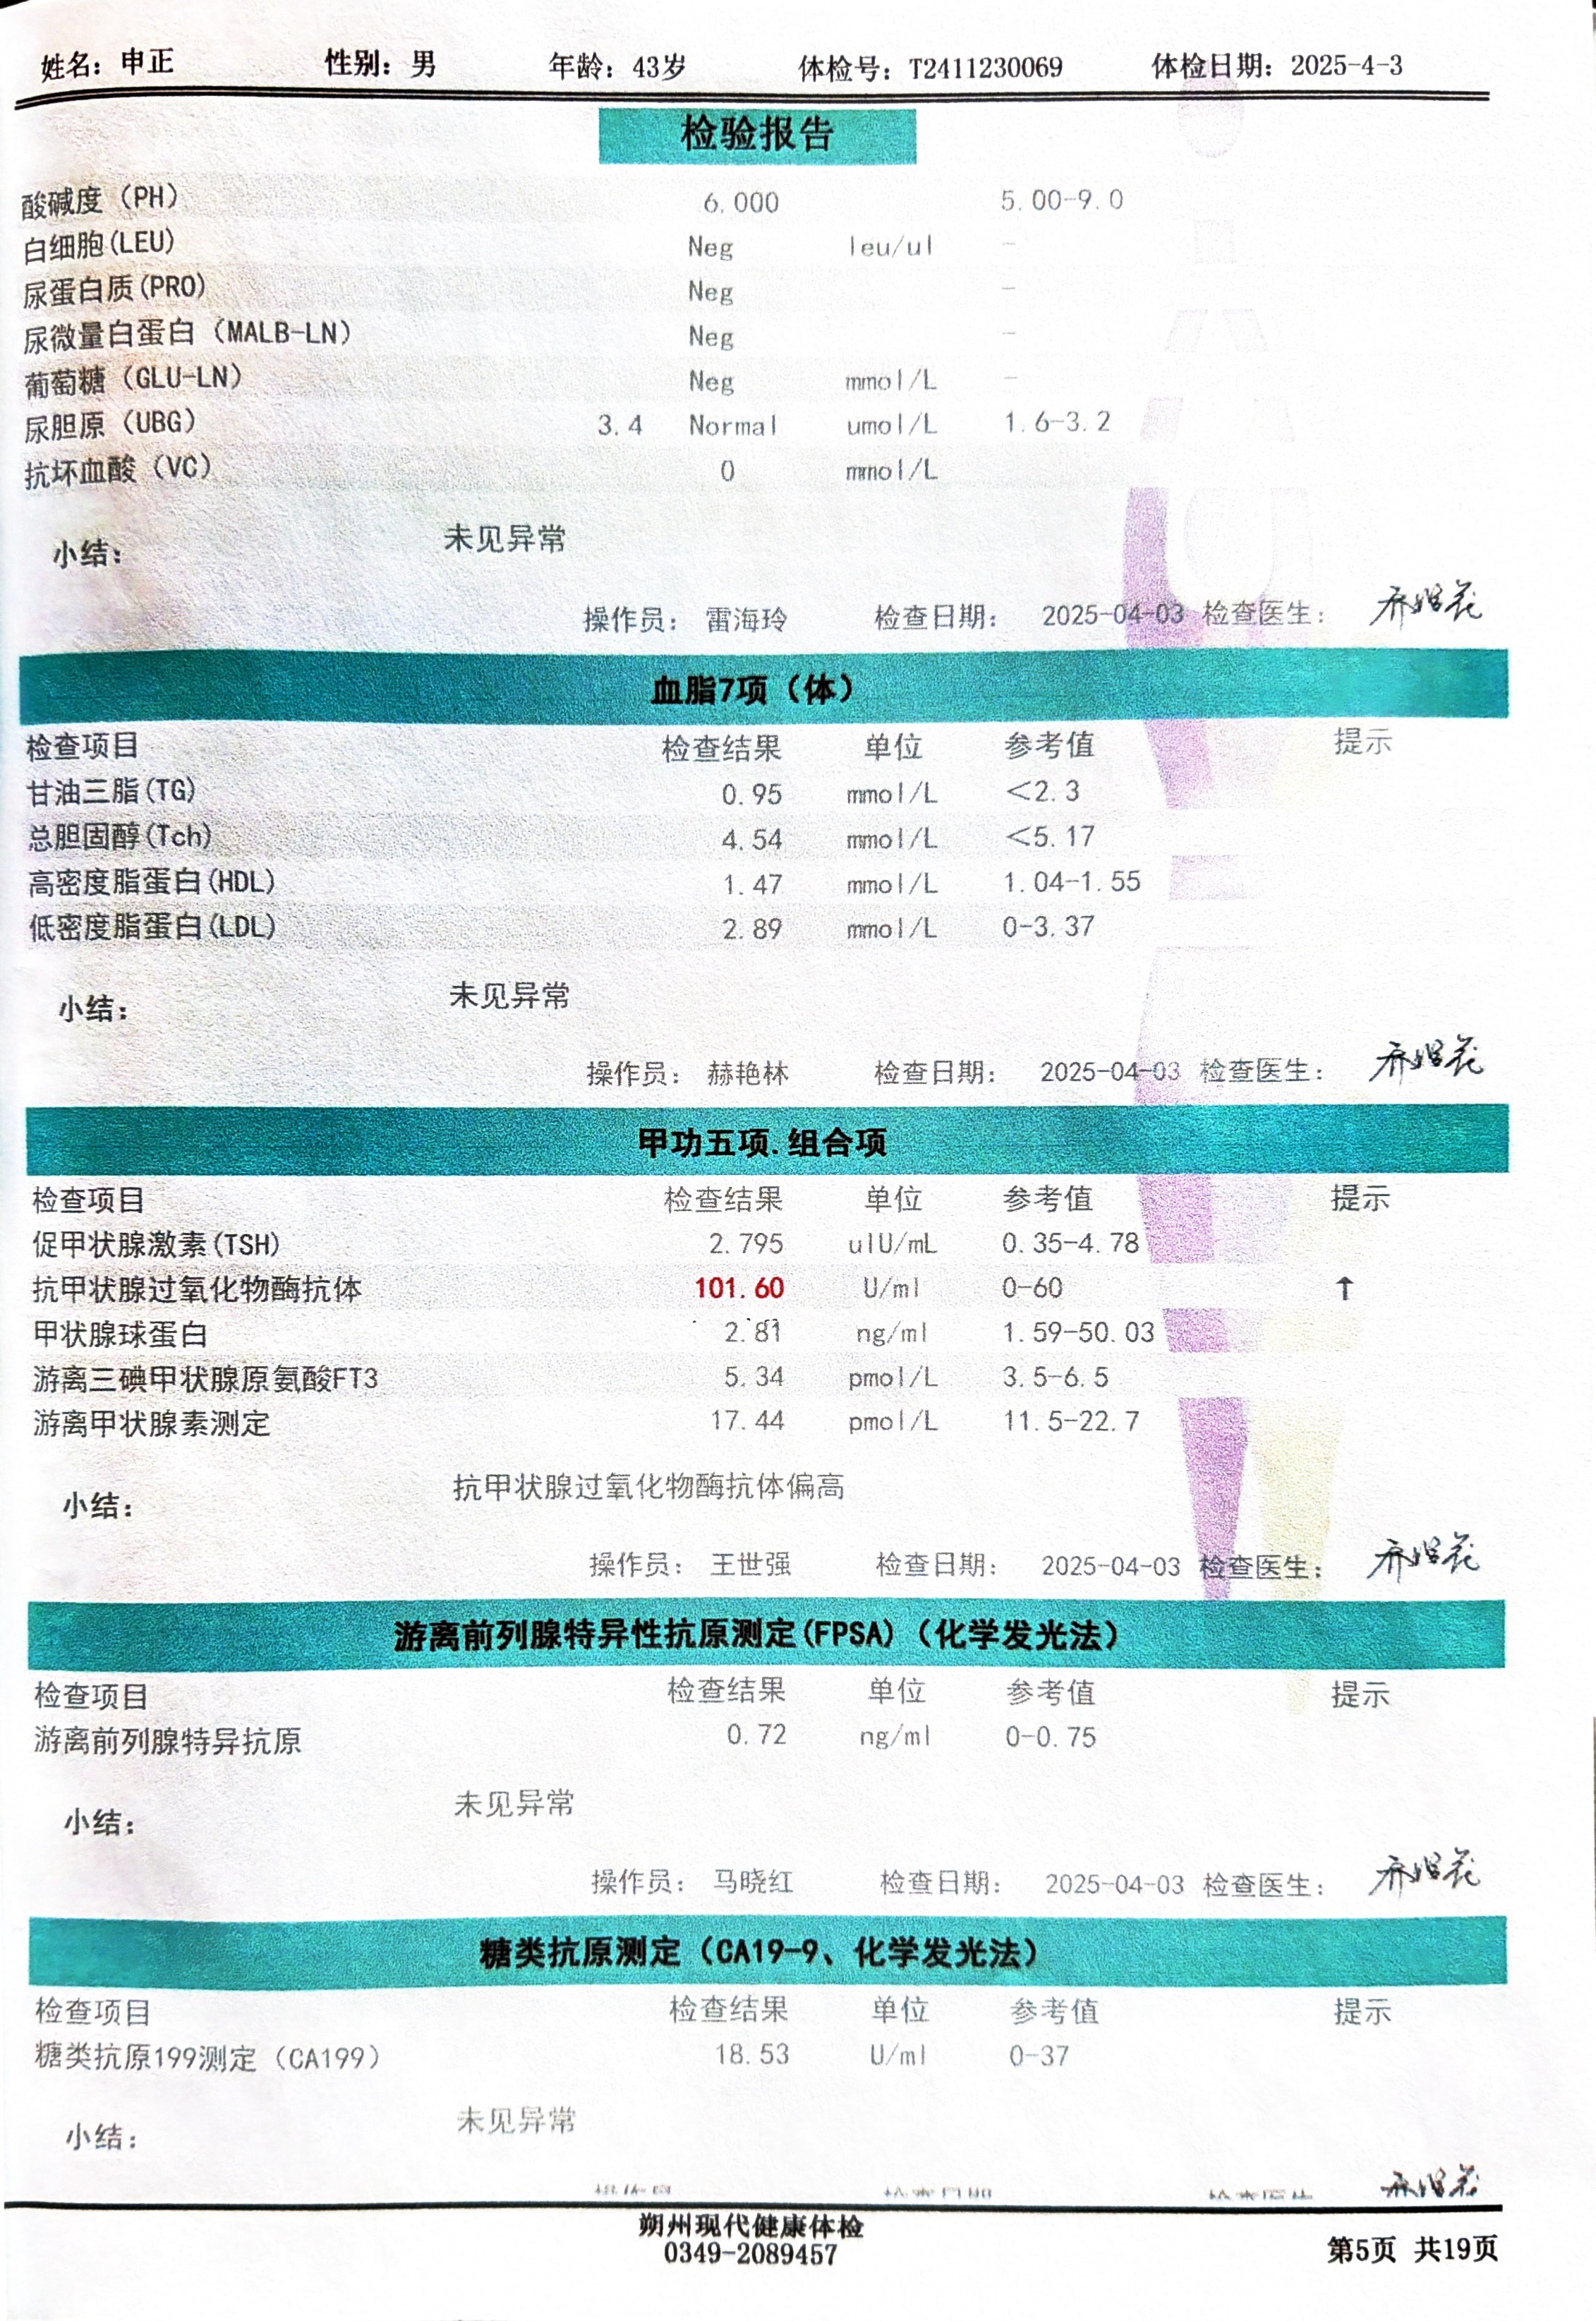 姓名：申正 性别：男 年龄：43岁 体检号：T2411230069 体检日期：2025-4-3
检验报告
酸碱度（PH） 6.000 5.00-9.0
白细胞(LEU) Neg leu/ul -
尿蛋白质(PRO) Neg -
尿微量白蛋白（MALB-LN） Neg -
葡萄糖（GLU-LN） Neg mmol/L -
尿胆原（UBG） 3.4 Normal umol/L 1.6-3.2
抗坏血酸（VC） 0 mmol/L
小结： 未见异常
操作员： 雷海玲 检查日期： 2025-04-03 检查医生：
血脂7项（体）
检查项目 检查结果 单位 参考值 提示
甘油三脂(TG) 0.95 mmol/L <2.3
总胆固醇(Tch) 4.54 mmol/L <5.17
高密度脂蛋白(HDL) 1.47 mmol/L 1.04-1.55
低密度脂蛋白(LDL) 2.89 mmol/L 0-3.37
小结： 未见异常
操作员： 赫艳林 检查日期： 2025-04-03 检查医生：
甲功五项.组合项
检查项目 检查结果 单位 参考值 提示
促甲状腺激素(TSH) 2.795 uIU/mL 0.35-4.78
抗甲状腺过氧化物酶抗体 101.60 U/ml 0-60 ↑
甲状腺球蛋白 2.81 ng/ml 1.59-50.03
游离三碘甲状腺原氨酸FT3 5.34 pmol/L 3.5-6.5
游离甲状腺素测定 17.44 pmol/L 11.5-22.7
小结： 抗甲状腺过氧化物酶抗体偏高
操作员： 王世强 检查日期： 2025-04-03 检查医生：
游离前列腺特异性抗原测定(FPSA)（化学发光法）
检查项目 检查结果 单位 参考值 提示
游离前列腺特异抗原 0.72 ng/ml 0-0.75
小结： 未见异常
操作员： 马晓红 检查日期： 2025-04-03 检查医生：
糖类抗原测定（CA19-9、化学发光法）
检查项目 检查结果 单位 参考值 提示
糖类抗原199测定（CA199） 18.53 U/ml 0-37
小结： 未见异常
朔州现代健康体检
0349-2089457
第5页 共19页